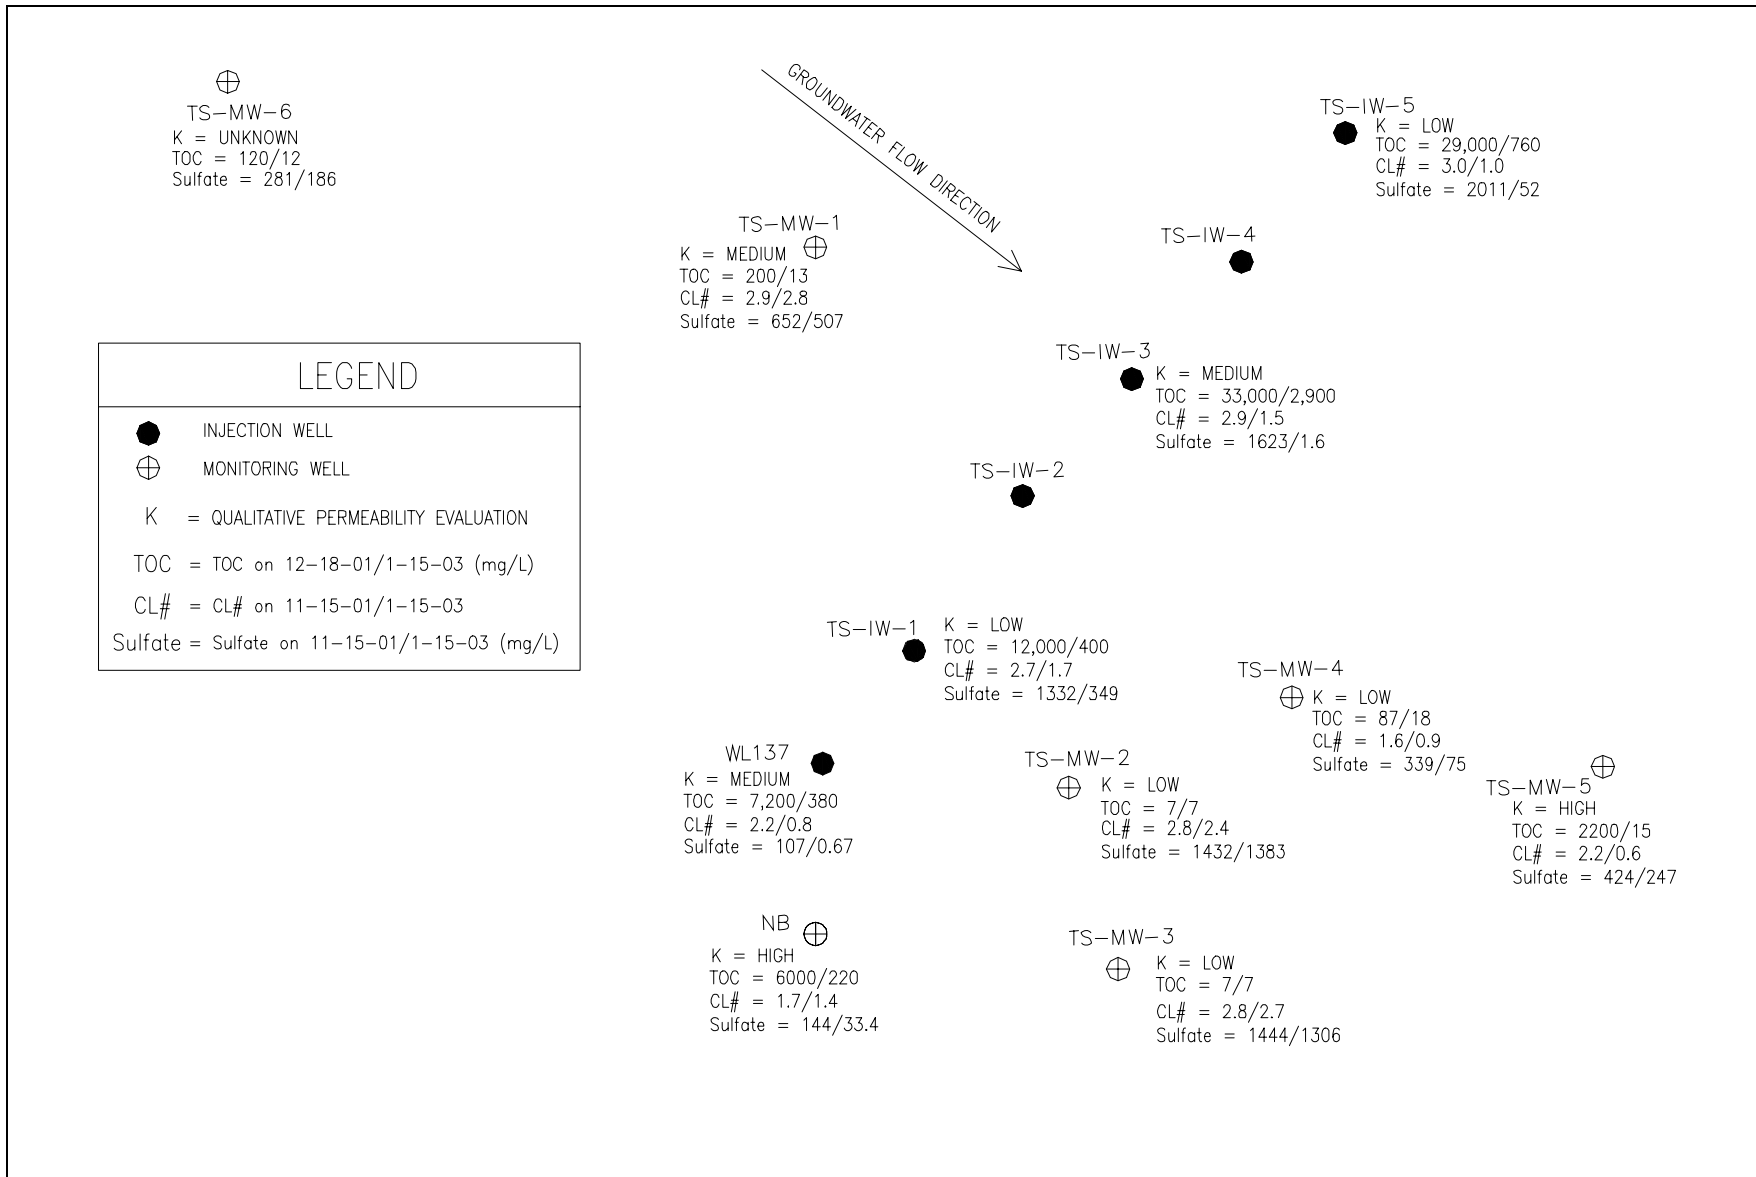 TS-MW-6
K = UNKNOWN
TOC = 120/12
Sulfate = 281/186
GROUNDWATER FLOW DIRECTION
TS-IW-5
K = LOW
TOC = 29,000/760
CL# = 3.0/1.0
Sulfate = 2011/52
TS-MW-1
K = MEDIUM
TOC = 200/13
CL# = 2.9/2.8
Sulfate = 652/507
TS-IW-4
TS-IW-3
K = MEDIUM
TOC = 33,000/2,900
CL# = 2.9/1.5
Sulfate = 1623/1.6
LEGEND
INJECTION WELL
MONITORING WELL
K = QUALITATIVE PERMEABILITY EVALUATION
TOC = TOC on 12-18-01/1-15-03 (mg/L)
CL# = CL# on 11-15-01/1-15-03
Sulfate = Sulfate on 11-15-01/1-15-03 (mg/L)
TS-IW-2
TS-IW-1
K = LOW
TOC = 12,000/400
CL# = 2.7/1.7
Sulfate = 1332/349
TS-MW-4
K = LOW
TOC = 87/18
CL# = 1.6/0.9
Sulfate = 339/75
WL137
K = MEDIUM
TOC = 7,200/380
CL# = 2.2/0.8
Sulfate = 107/0.67
TS-MW-2
K = LOW
TOC = 7/7
CL# = 2.8/2.4
Sulfate = 1432/1383
TS-MW-5
K = HIGH
TOC = 2200/15
CL# = 2.2/0.6
Sulfate = 424/247
NB
K = HIGH
TOC = 6000/220
CL# = 1.7/1.4
Sulfate = 144/33.4
TS-MW-3
K = LOW
TOC = 7/7
CL# = 2.8/2.7
Sulfate = 1444/1306